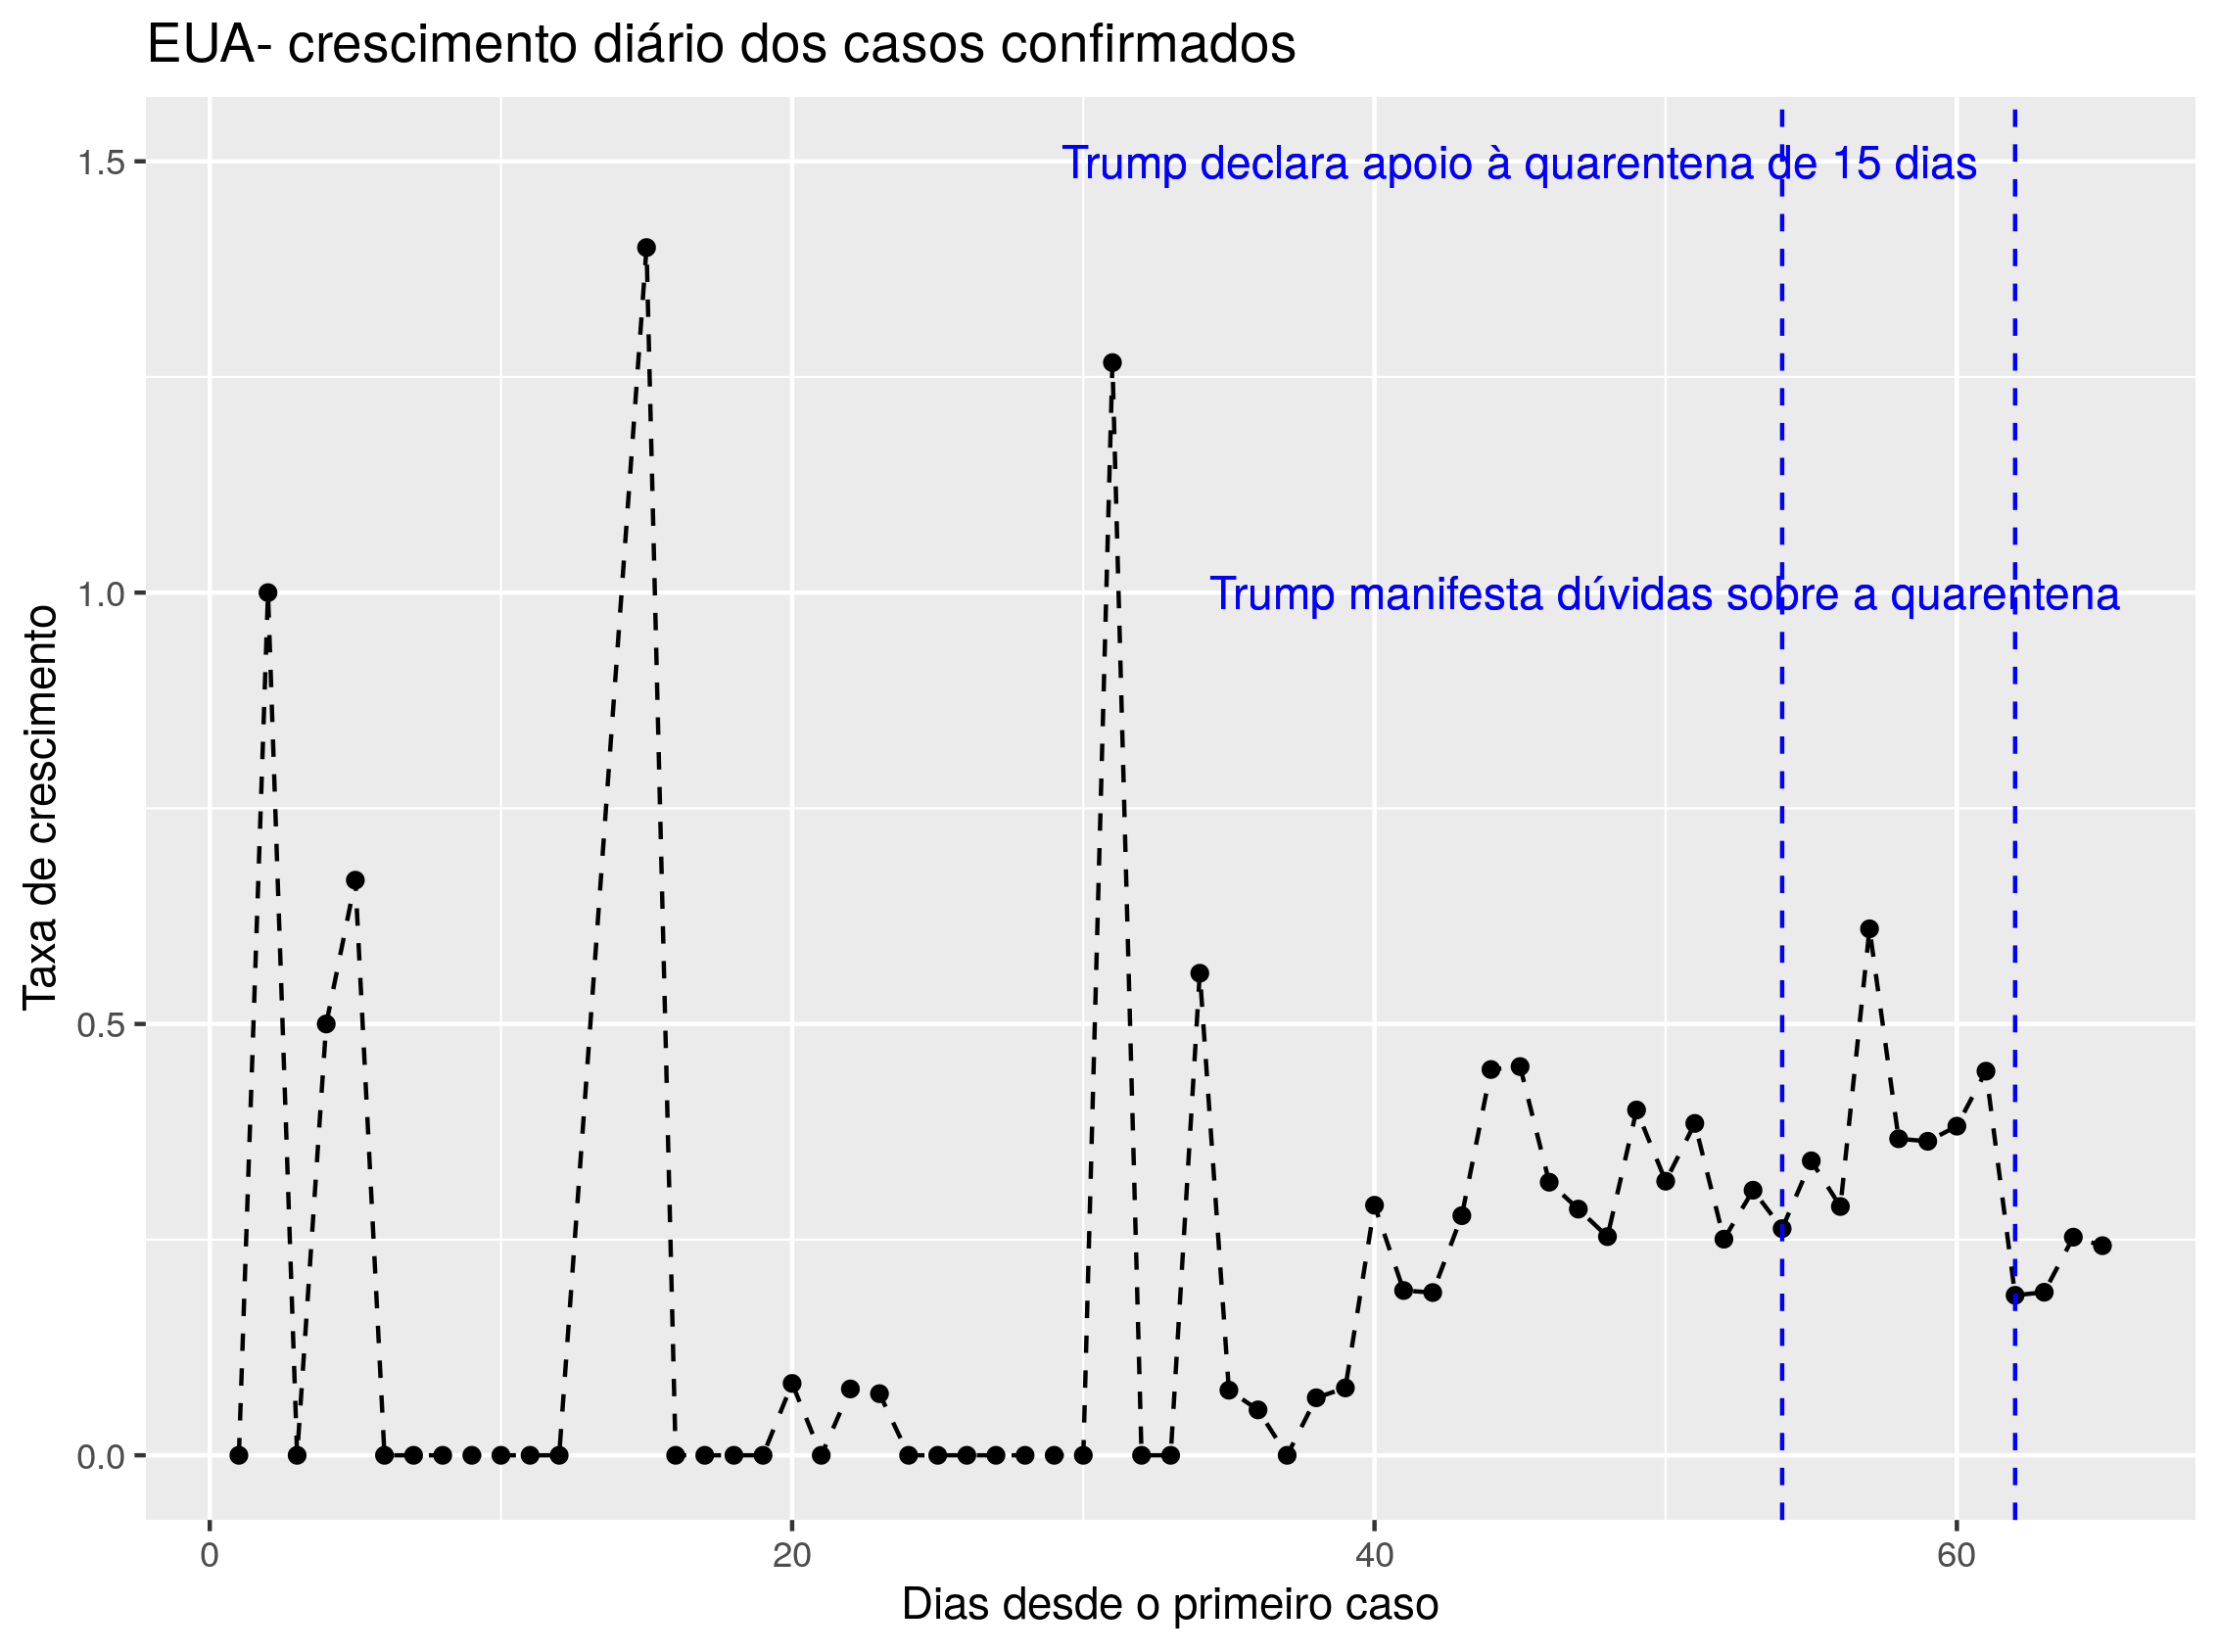 EUA- crescimento diário dos casos confirmados
Taxa de crescimento
1.5
1.0
0.5
0.0
Trump declara apoio à quarentena de 15 dias
Trump manifesta dúvidas sobre a quarentena
0 20 40 60
Dias desde o primeiro caso